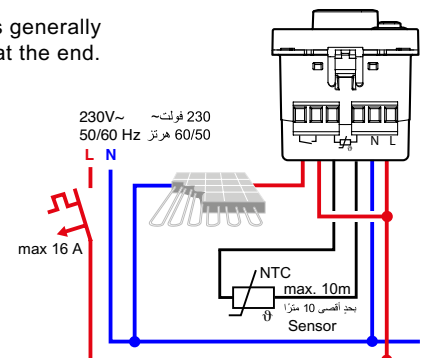 s generally
at the end.
230V~ 230 فولت~
50/60 Hz 60/50 هرتز
L N
N L
ϑ
max 16 A
NTC
max. 10m
بحدٍ أقصى 10 مترًا
ϑ Sensor